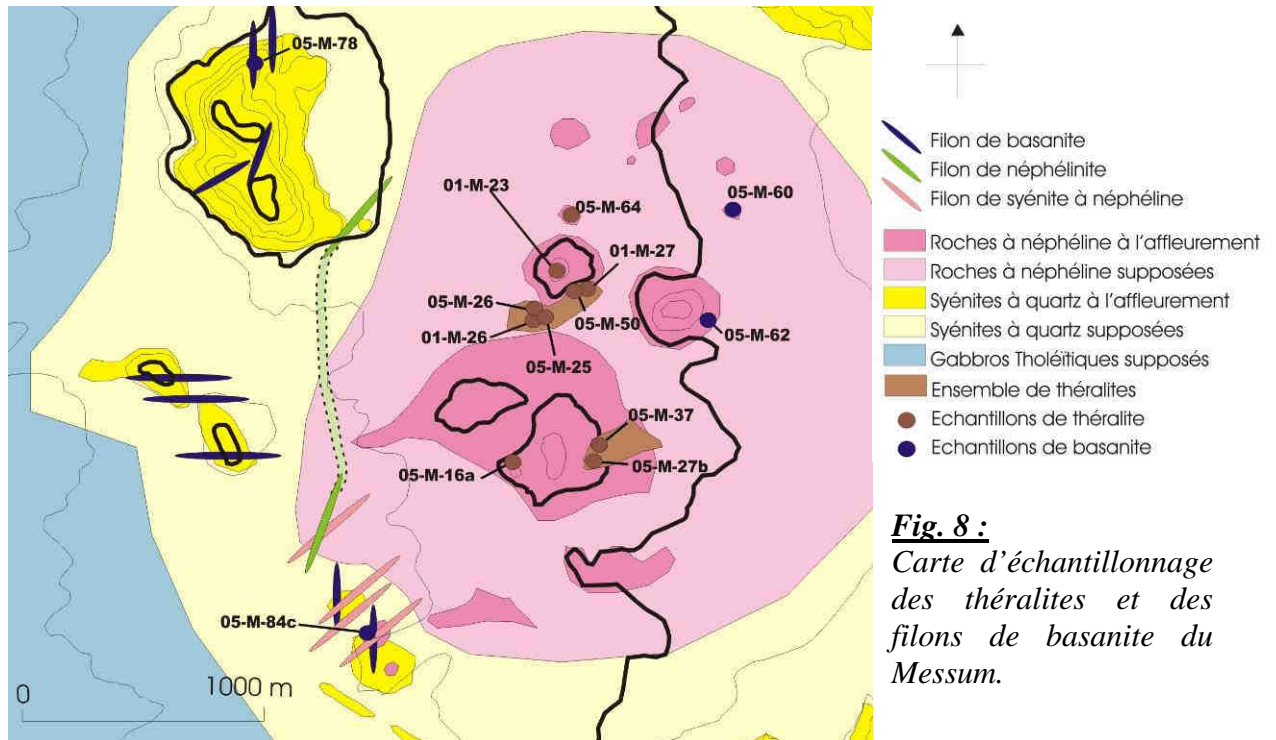 05-M-78
01-M-23
05-M-64
05-M-60
01-M-27
05-M-26
01-M-26
05-M-50
05-M-62
05-M-25
05-M-37
05-M-16a
05-M-27b
05-M-84c
0
1000 m
Filon de basanite
Filon de néphélinite
Filon de syénite à néphéline
Roches à néphéline à l'affleurement
Roches à néphéline supposées
Syénites à quartz à l'affleurement
Syénites à quartz supposées
Gabbros Tholéïtiques supposés
Ensemble de théralites
Echantillons de théralite
Echantillons de basanite
Fig. 8 :
Carte d'échantillonnage
des théralites et des
filons de basanite du
Messum.